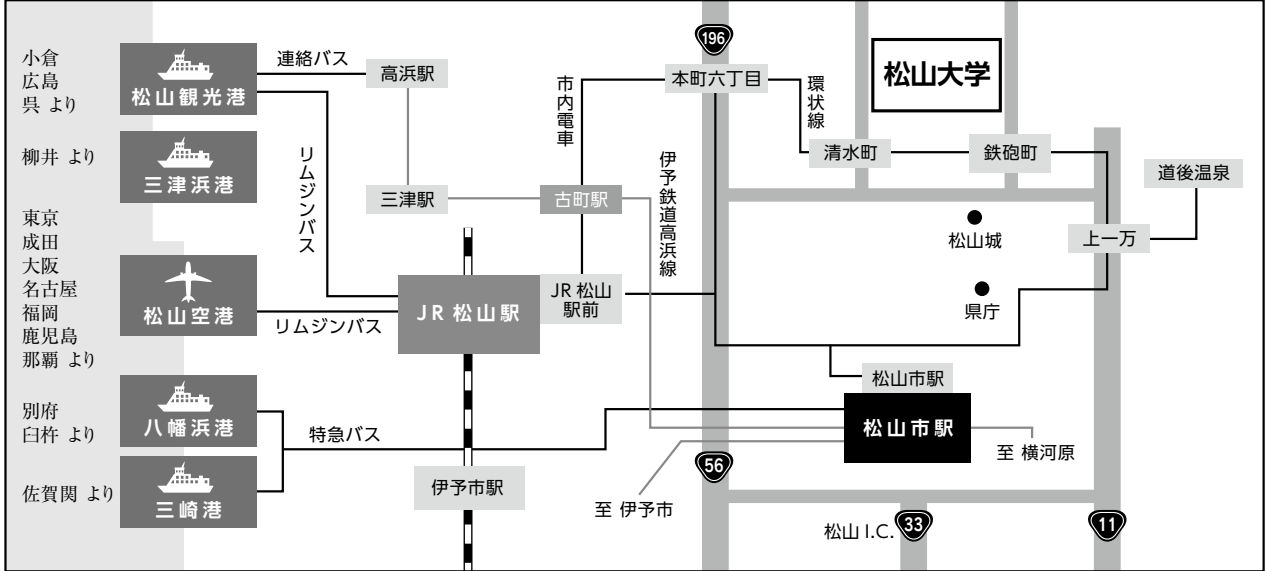 小倉
広島
呉 より
松山観光港
連絡バス
高浜駅
柳井 より
三津浜港
リムジンバス
三津駅
東京
成田
大阪
名古屋
福岡
鹿児島
那覇 より
松山空港
リムジンバス
JR 松山駅
JR 松山
駅前
古町駅
市内電車
伊予鉄道高浜線
196
本町六丁目
環状線
松山大学
清水町
鉄砲町
道後温泉
上一万
松山城
県庁
別府
臼杵 より
八幡浜港
特急バス
佐賀関 より
三崎港
伊予市駅
松山市駅
松山市駅
至 横河原
至 伊予市
56
松山 I.C.
33
11